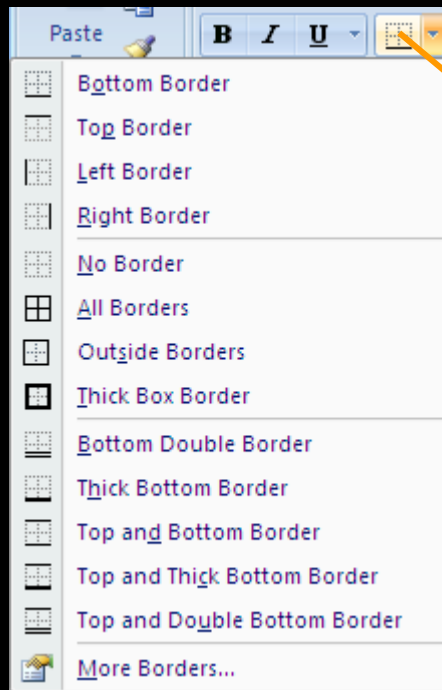 Paste B I U
Bottom Border
Top Border
Left Border
Right Border
No Border
All Borders
Outside Borders
Thick Box Border
Bottom Double Border
Thick Bottom Border
Top and Bottom Border
Top and Thick Bottom Border
Top and Double Bottom Border
More Borders...